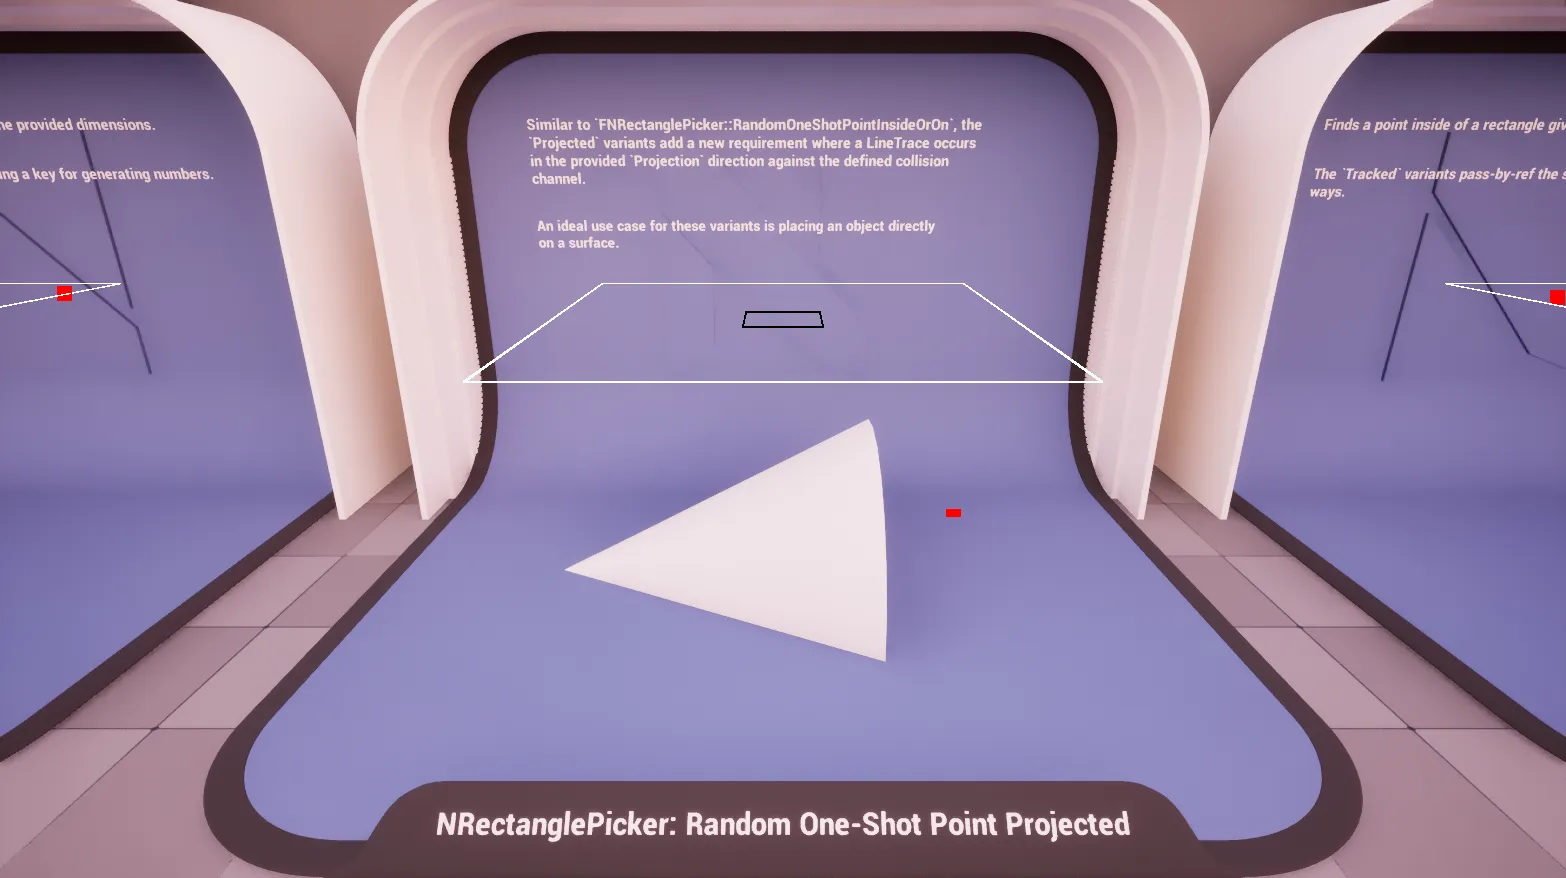 ne provided dimensions.
ng a key for generating numbers.
Similar to `FNRectanglePicker::RandomOneShotPointInsideOrOn`, the
`Projected` variants add a new requirement where a LineTrace occurs
in the provided `Projection` direction against the defined collision
channel.
An ideal use case for these variants is placing an object directly
on a surface.
Finds a point inside of a rectangle giv
The `Tracked` variants pass-by-ref the s
ways.
NRectanglePicker: Random One-Shot Point Projected